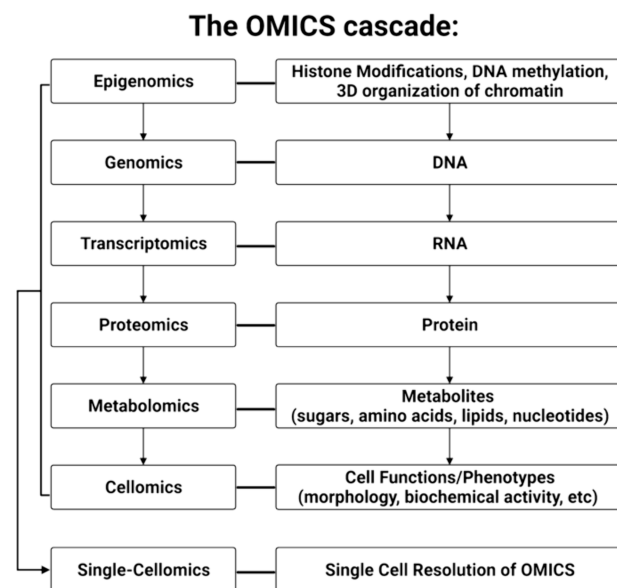 The OMICS cascade:
Epigenomics
Histone Modifications, DNA methylation,
3D organization of chromatin
Genomics
DNA
Transcriptomics
RNA
Proteomics
Protein
Metabolomics
Metabolites
(sugars, amino acids, lipids, nucleotides)
Cellomics
Cell Functions/Phenotypes
(morphology, biochemical activity, etc)
Single-Cellomics
Single Cell Resolution of OMICS